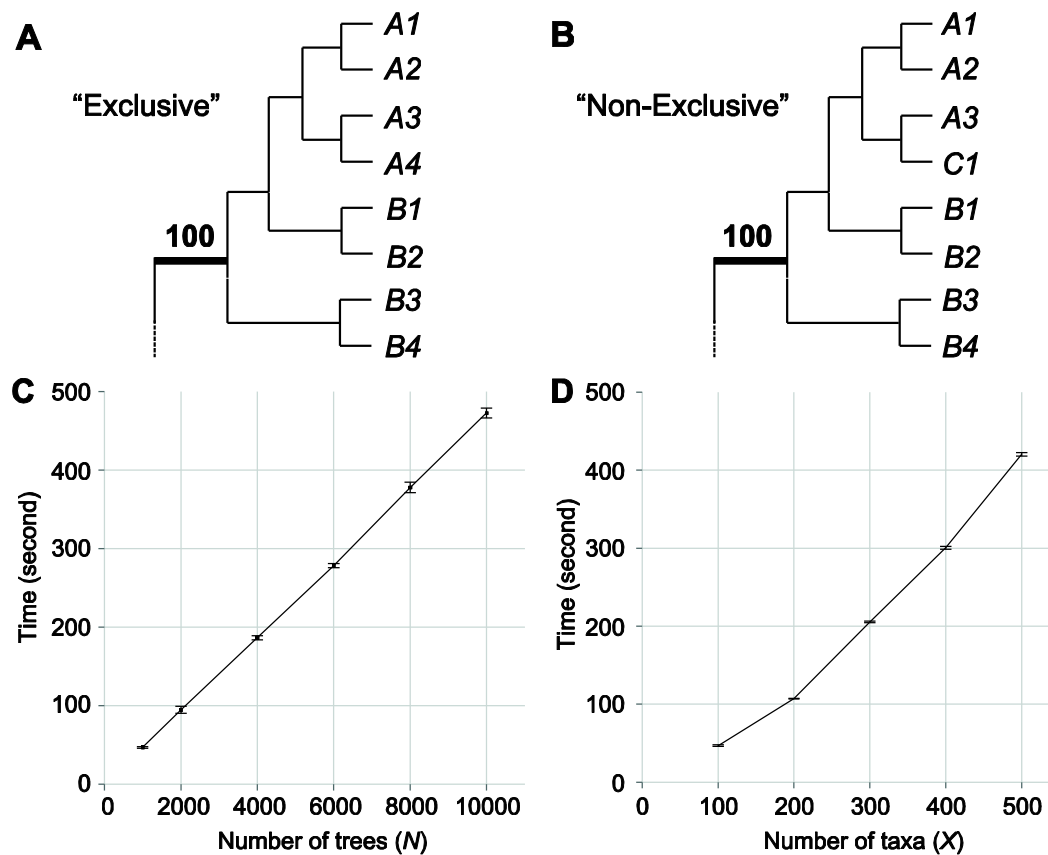 A
"Exclusive"
100
A1
A2
A3
A4
B1
B2
B3
B4
B
"Non-Exclusive"
100
A1
A2
A3
C1
B1
B2
B3
B4
C
500
400
300
200
100
0
Time (second)
0 2000 4000 6000 8000 10000
Number of trees (N)
D
500
400
300
200
100
0
Time (second)
0 100 200 300 400 500
Number of taxa (X)